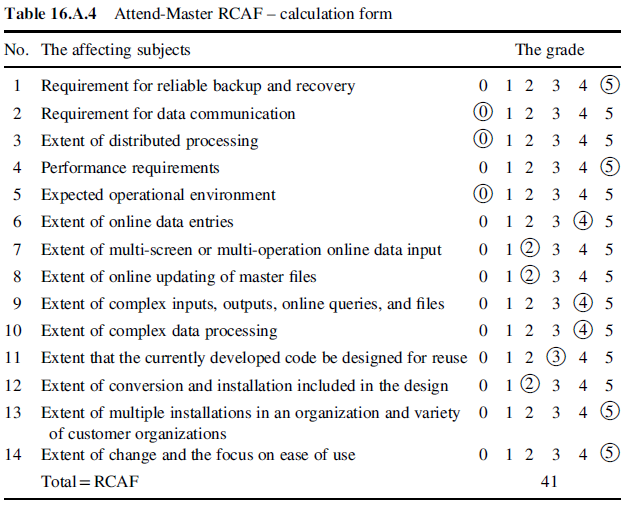 Table 16.A.4 Attend-Master RCAF – calculation form
No. The affecting subjects The grade
1 Requirement for reliable backup and recovery 0 1 2 3 4 5
2 Requirement for data communication 0 1 2 3 4 5
3 Extent of distributed processing 0 1 2 3 4 5
4 Performance requirements 0 1 2 3 4 5
5 Expected operational environment 0 1 2 3 4 5
6 Extent of online data entries 0 1 2 3 4 5
7 Extent of multi-screen or multi-operation online data input 0 1 2 3 4 5
8 Extent of online updating of master files 0 1 2 3 4 5
9 Extent of complex inputs, outputs, online queries, and files 0 1 2 3 4 5
10 Extent of complex data processing 0 1 2 3 4 5
11 Extent that the currently developed code be designed for reuse 0 1 2 3 4 5
12 Extent of conversion and installation included in the design 0 1 2 3 4 5
13 Extent of multiple installations in an organization and variety 0 1 2 3 4 5
of customer organizations
14 Extent of change and the focus on ease of use 0 1 2 3 4 5
Total = RCAF 41